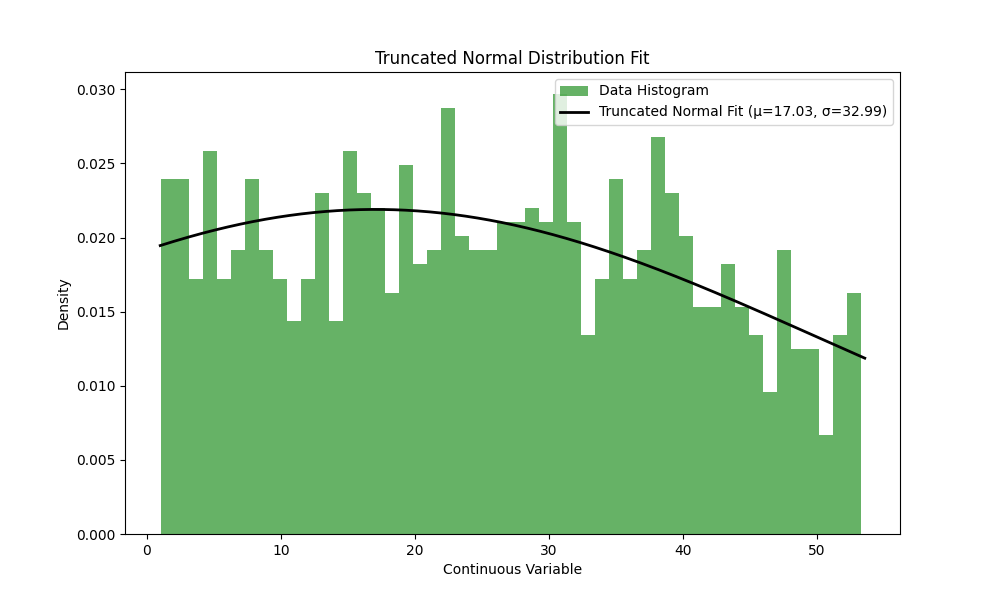 Truncated Normal Distribution Fit
Data Histogram
Truncated Normal Fit (μ=17.03, σ=32.99)
Density
0.030
0.025
0.020
0.015
0.010
0.005
0.000
0 10 20 30 40 50
Continuous Variable